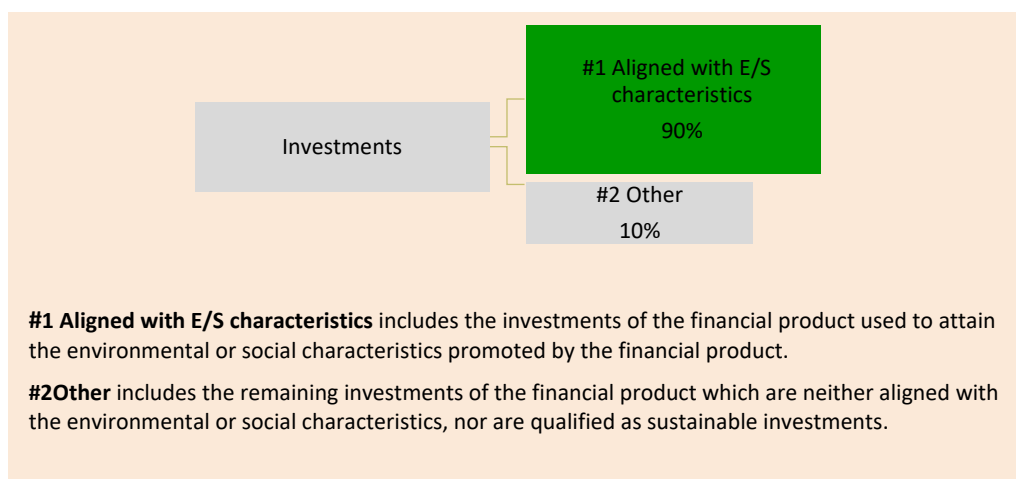 #1 Aligned with E/S
characteristics
90%
Investments
#2 Other
10%
#1 Aligned with E/S characteristics includes the investments of the financial product used to attain
the environmental or social characteristics promoted by the financial product.
#2Other includes the remaining investments of the financial product which are neither aligned with
the environmental or social characteristics, nor are qualified as sustainable investments.